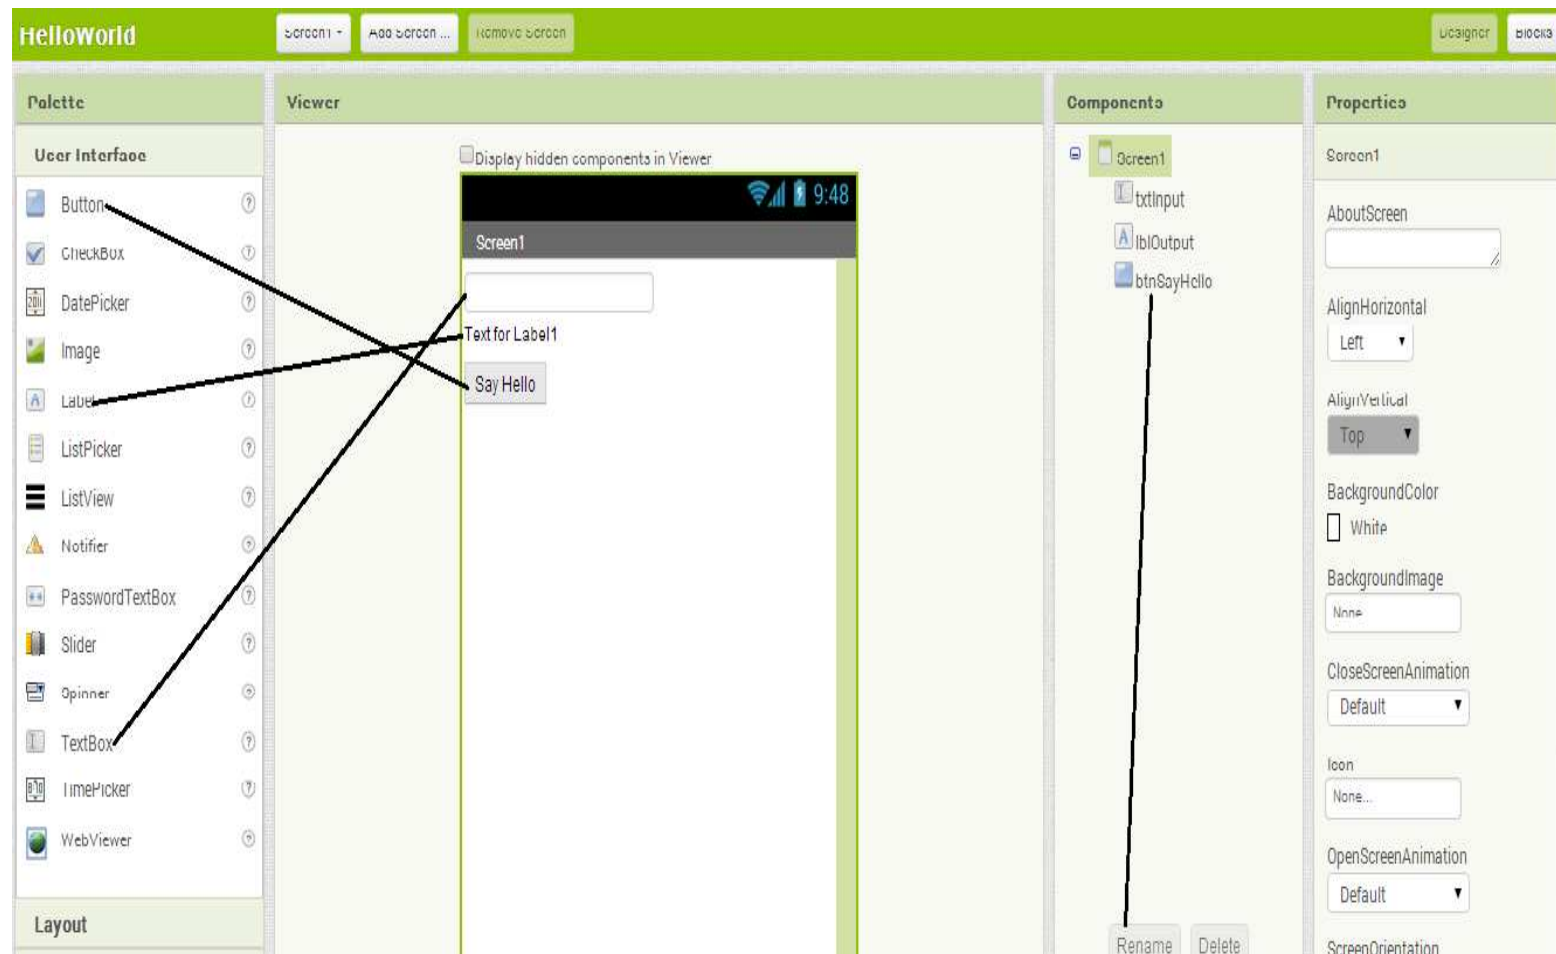 HelloWorld
Screen1
Add Screen ...
Remove Screen
Designer
Blocks
Palette
User Interface
Button
CheckBox
DatePicker
Image
Label
ListPicker
ListView
Notifier
PasswordTextBox
Slider
Spinner
TextBox
TimePicker
WebViewer
Layout
Viewer
Display hidden components in Viewer
9:48
Screen1
Text for Label1
Say Hello
Components
Screen1
txtInput
lblOutput
btnSayHello
Rename
Delete
Properties
Screen1
AboutScreen
AlignHorizontal
Left
AlignVertical
Top
BackgroundColor
White
BackgroundImage
None
CloseScreenAnimation
Default
Icon
None...
OpenScreenAnimation
Default
ScreenOrientation